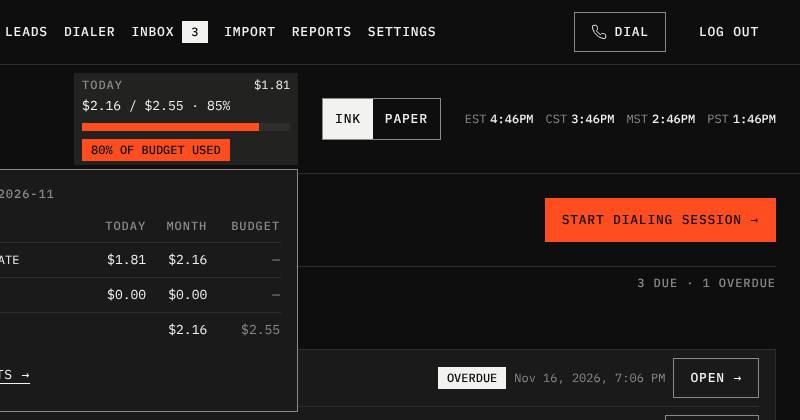 LEADS DIALER INBOX 3 IMPORT REPORTS SETTINGS DIAL LOG OUT
TODAY $1.81
$2.16 / $2.55 · 85%
80% OF BUDGET USED
INK PAPER
EST 4:46PM CST 3:46PM MST 2:46PM PST 1:46PM
2026-11
TODAY MONTH BUDGET
$1.81 $2.16 —
$0.00 $0.00 —
$2.16 $2.55
START DIALING SESSION →
3 DUE · 1 OVERDUE
OVERDUE Nov 16, 2026, 7:06 PM OPEN →